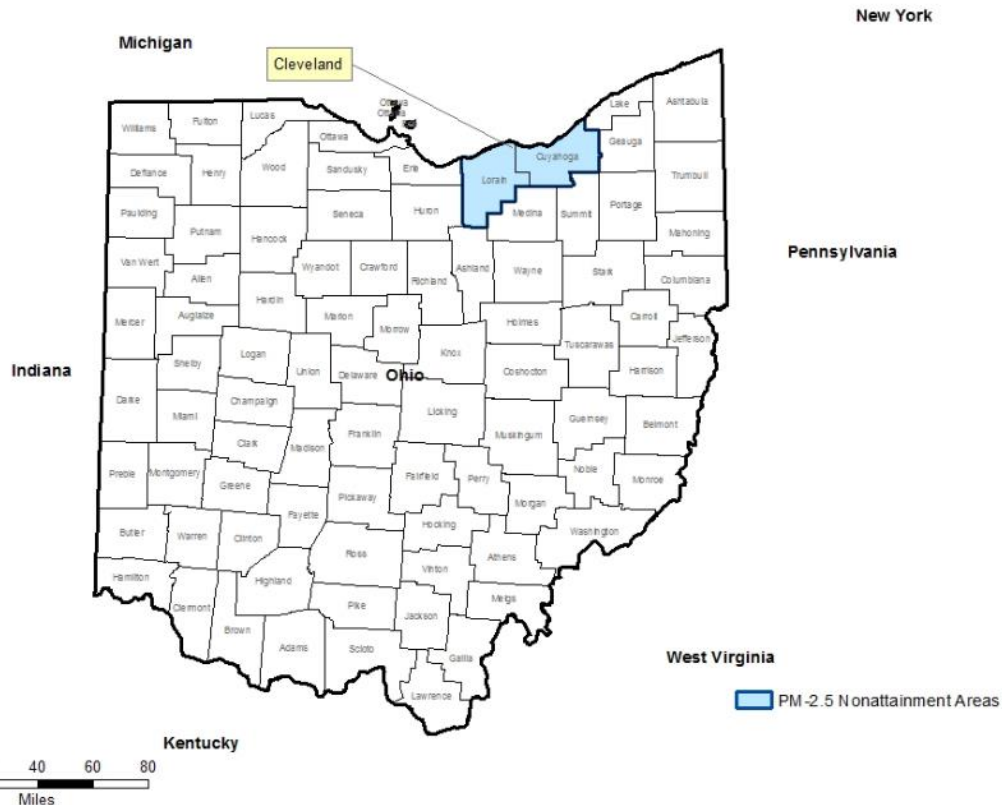 New York
Michigan
Cleveland
Ottawa
Ottawa
Williams
Fulton
Lucas
Lake
Ashtabula
Ottawa
Geauga
Cuyahoga
Defiance
Henry
Wood
Sandusky
Erie
Lorain
Trumbull
Paulding
Putnam
Seneca
Huron
Medina
Summit
Portage
Mahoning
Hancock
Pennsylvania
Van Wert
Allen
Wyandot
Crawford
Richland
Ashland
Wayne
Stark
Columbiana
Hardin
Mercer
Auglaize
Marion
Morrow
Holmes
Carroll
Jefferson
Tuscarawas
Logan
Knox
Shelby
Union
Delaware
Ohio
Coshocton
Harrison
Indiana
Darke
Champaign
Miami
Licking
Guernsey
Belmont
Franklin
Muskingum
Clark
Madison
Preble
Montgomery
Fairfield
Perry
Noble
Monroe
Greene
Pickaway
Morgan
Fayette
Hocking
Washington
Butler
Warren
Clinton
Ross
Athens
Vinton
Hamilton
Highland
Clermont
Pike
Jackson
Meigs
Brown
Adams
Scioto
Gallia
Lawrence
West Virginia
PM-2.5 Nonattainment Areas
Kentucky
40 60 80
Miles